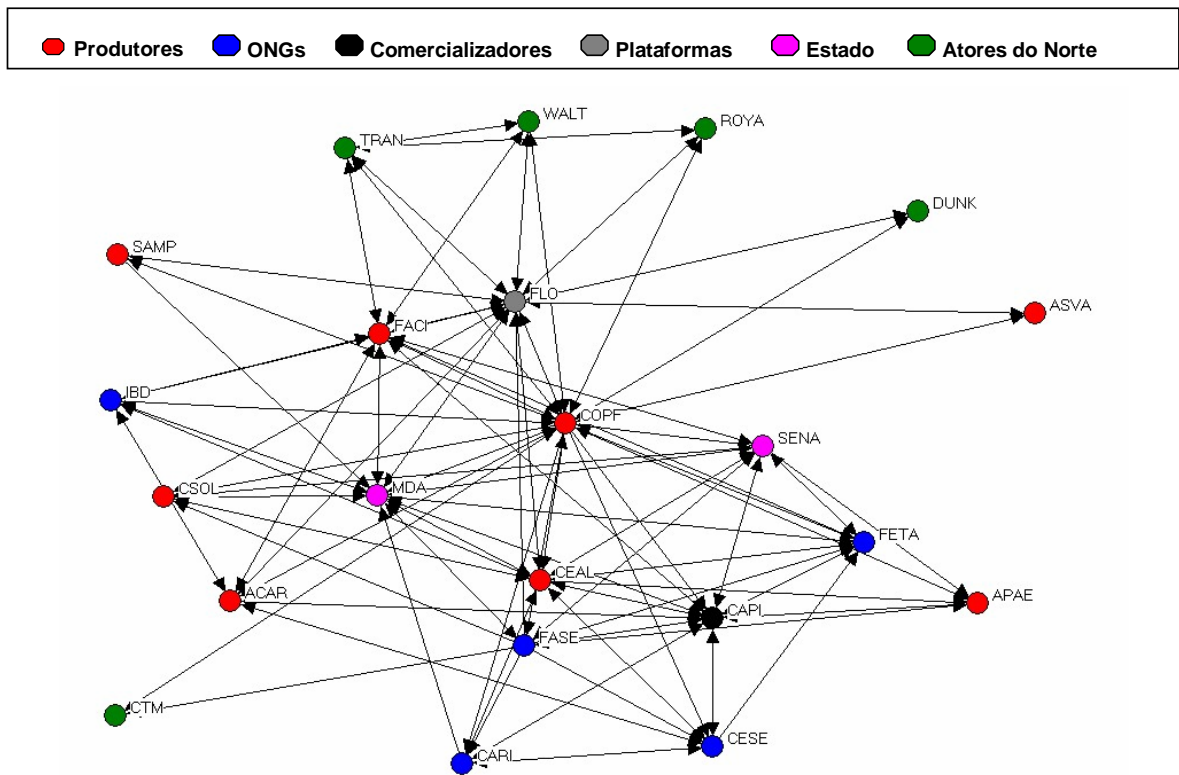 Produtores ONGs Comercializadores Plataformas Estado Atores do Norte
WALT
ROYA
TRAN
DUNK
SAMP
FLO
ASVA
FACI
IBD
COPF
SENA
CSOL
MDA
FETA
CEAL
ACAR
APAE
CAPI
FASE
CTM
CESE
CARI